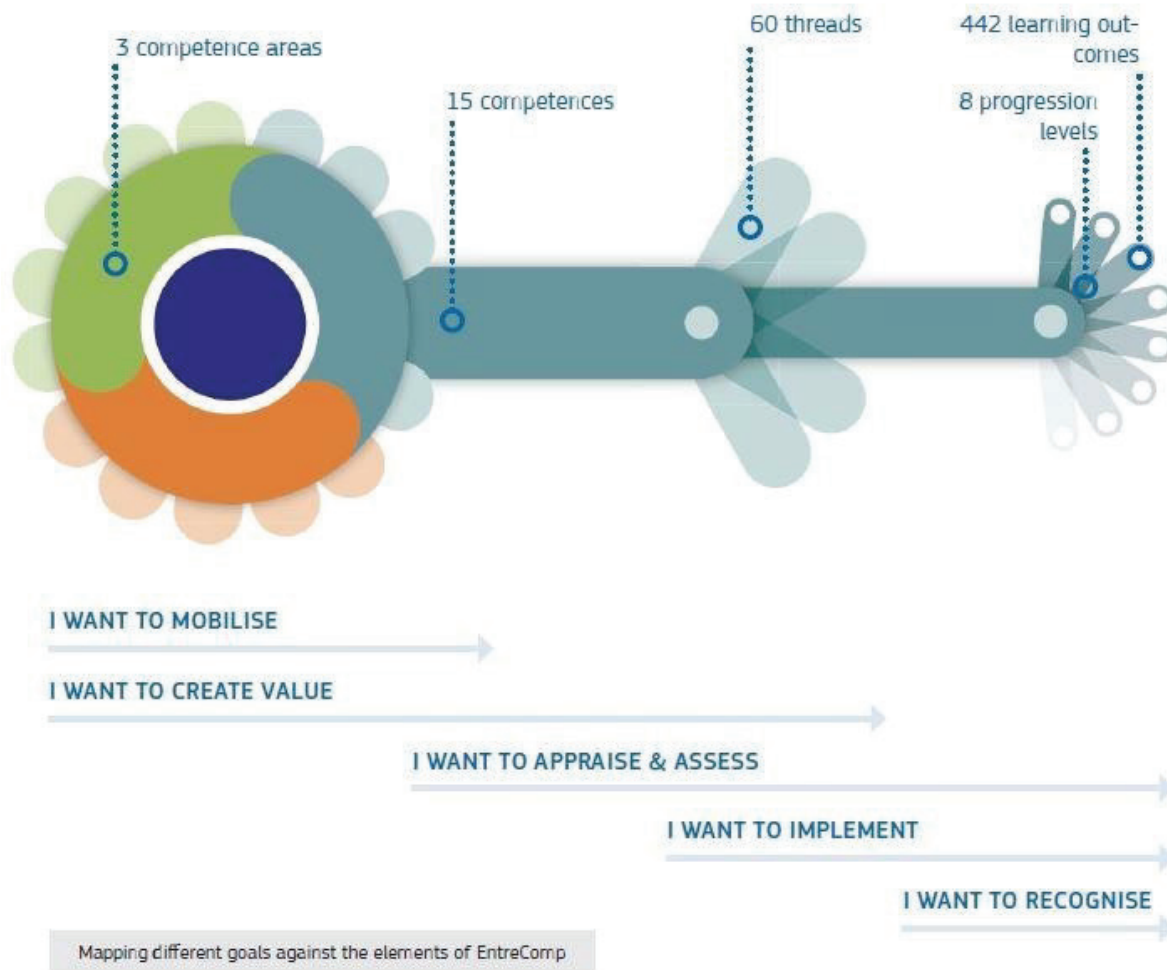 3 competence areas
15 competences
60 threads
442 learning out-
comes
8 progression
levels
I WANT TO MOBILISE
I WANT TO CREATE VALUE
I WANT TO APPRAISE & ASSESS
I WANT TO IMPLEMENT
I WANT TO RECOGNISE
Mapping different goals against the elements of EntreComp